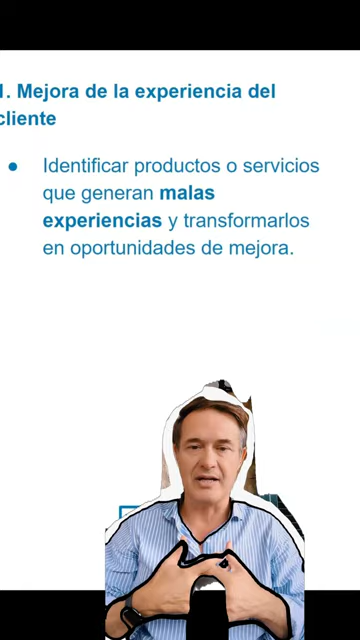 1. Mejora de la experiencia del
cliente
● Identificar productos o servicios
que generan malas
experiencias y transformarlos
en oportunidades de mejora.